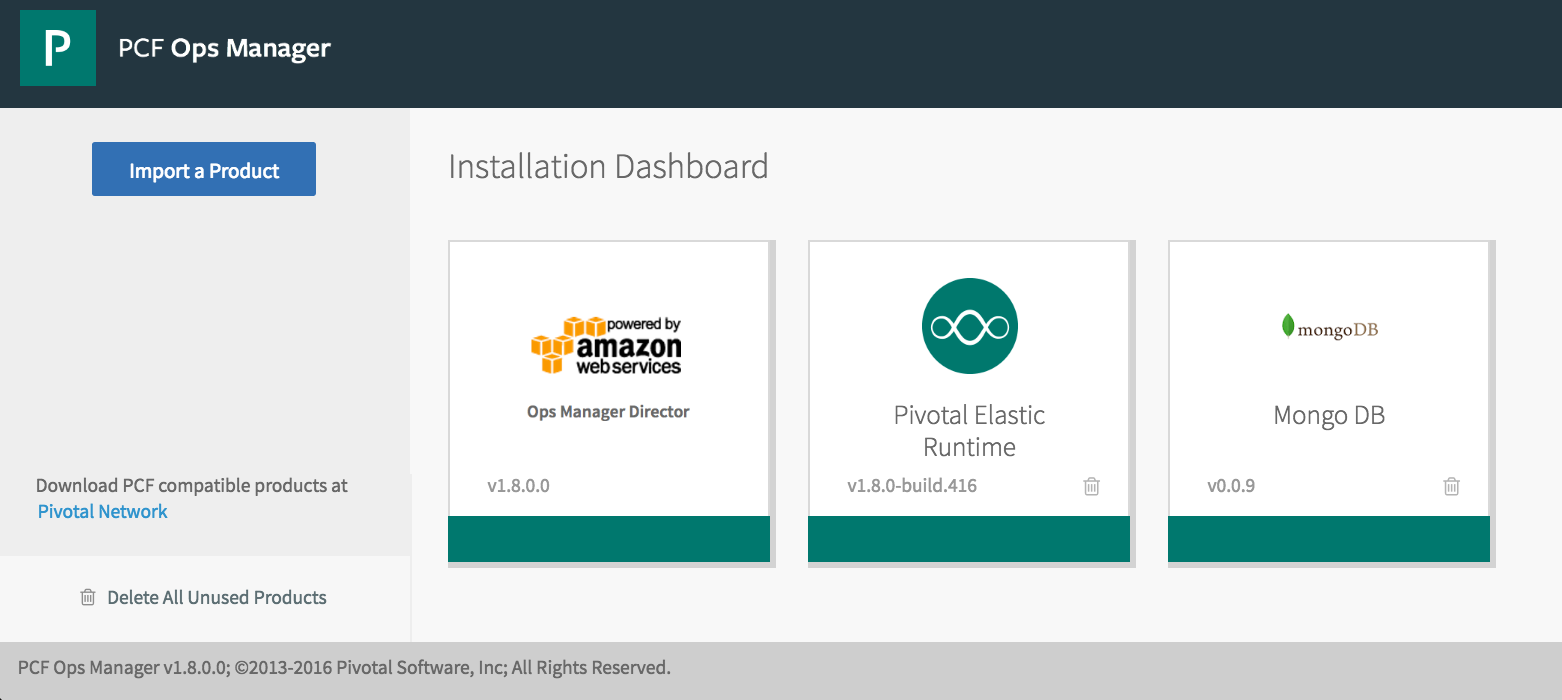 P
PCF Ops Manager
Import a Product
Download PCF compatible products at
Pivotal Network
Delete All Unused Products
Installation Dashboard
powered by
amazon
web services
Ops Manager Director
v1.8.0.0
Pivotal Elastic
Runtime
v1.8.0-build.416
mongoDB
Mongo DB
v0.0.9
PCF Ops Manager v1.8.0.0; ©2013-2016 Pivotal Software, Inc; All Rights Reserved.